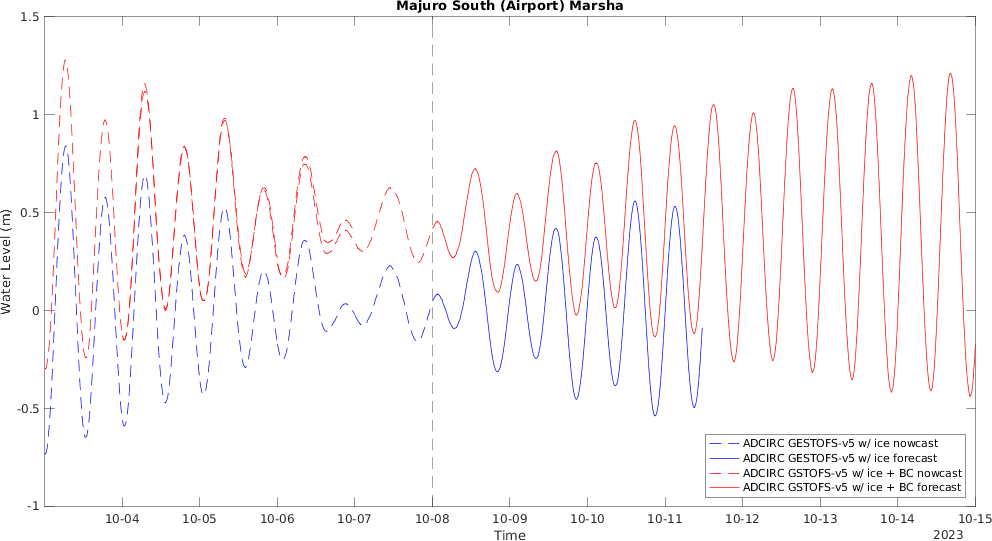 Majuro South (Airport) Marsha
1.5
1
0.5
0
-0.5
-1
Water Level (m)
10-04
10-05
10-06
10-07
10-08
10-09
10-10
10-11
10-12
10-13
10-14
10-15
Time
2023
ADCIRC GESTOFS-v5 w/ ice nowcast
ADCIRC GESTOFS-v5 w/ ice forecast
ADCIRC GSTOFS-v5 w/ ice + BC nowcast
ADCIRC GSTOFS-v5 w/ ice + BC forecast